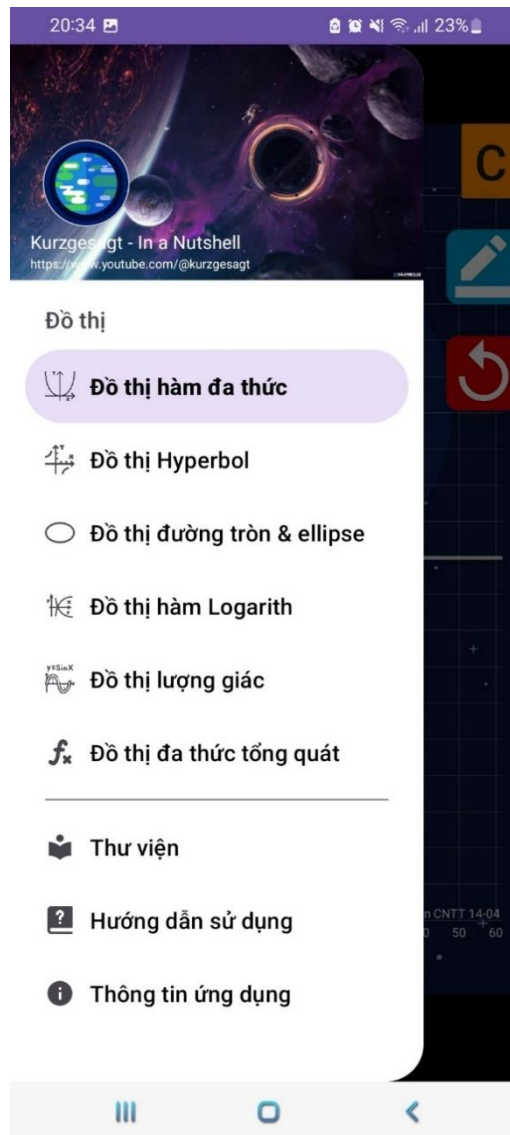 20:34
23%
C
Kurzgesagt - In a Nutshell
https://www.youtube.com/@kurzgesagt
Đồ thị
Đồ thị hàm đa thức
Đồ thị Hyperbol
Đồ thị đường tròn & ellipse
Đồ thị hàm Logarith
y=SinX
Đồ thị lượng giác
fx
Đồ thị đa thức tổng quát
Thư viện
Hướng dẫn sử dụng
n CNTT 14-04
50 60
Thông tin ứng dụng